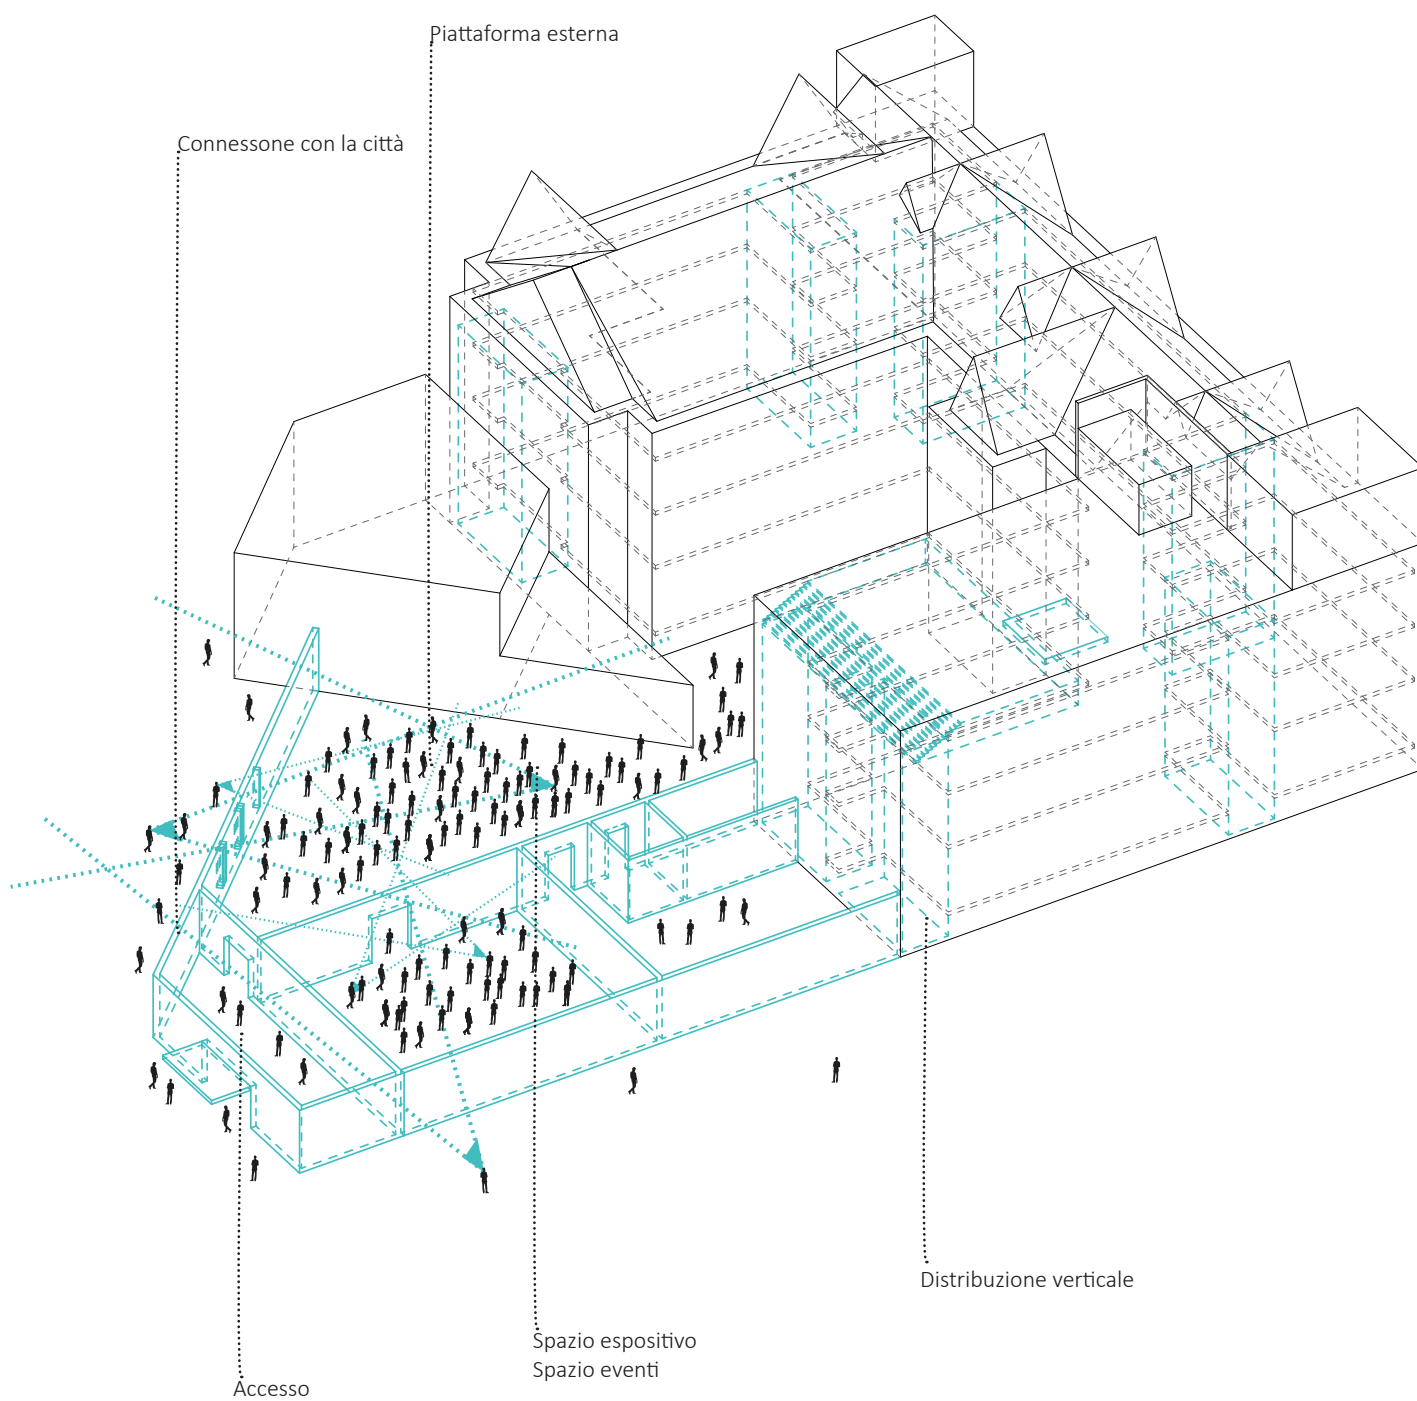 Piattaforma esterna
Connessone con la città
Distribuzione verticale
Spazio espositivo
Spazio eventi
Accesso